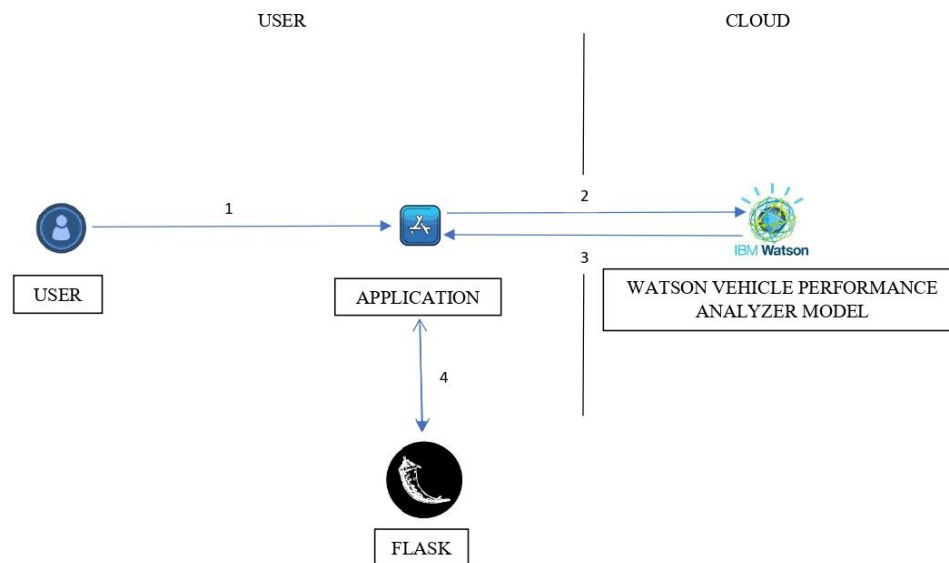 USER
CLOUD
1
2
3
IBM Watson
USER
APPLICATION
WATSON VEHICLE PERFORMANCE
ANALYZER MODEL
4
FLASK